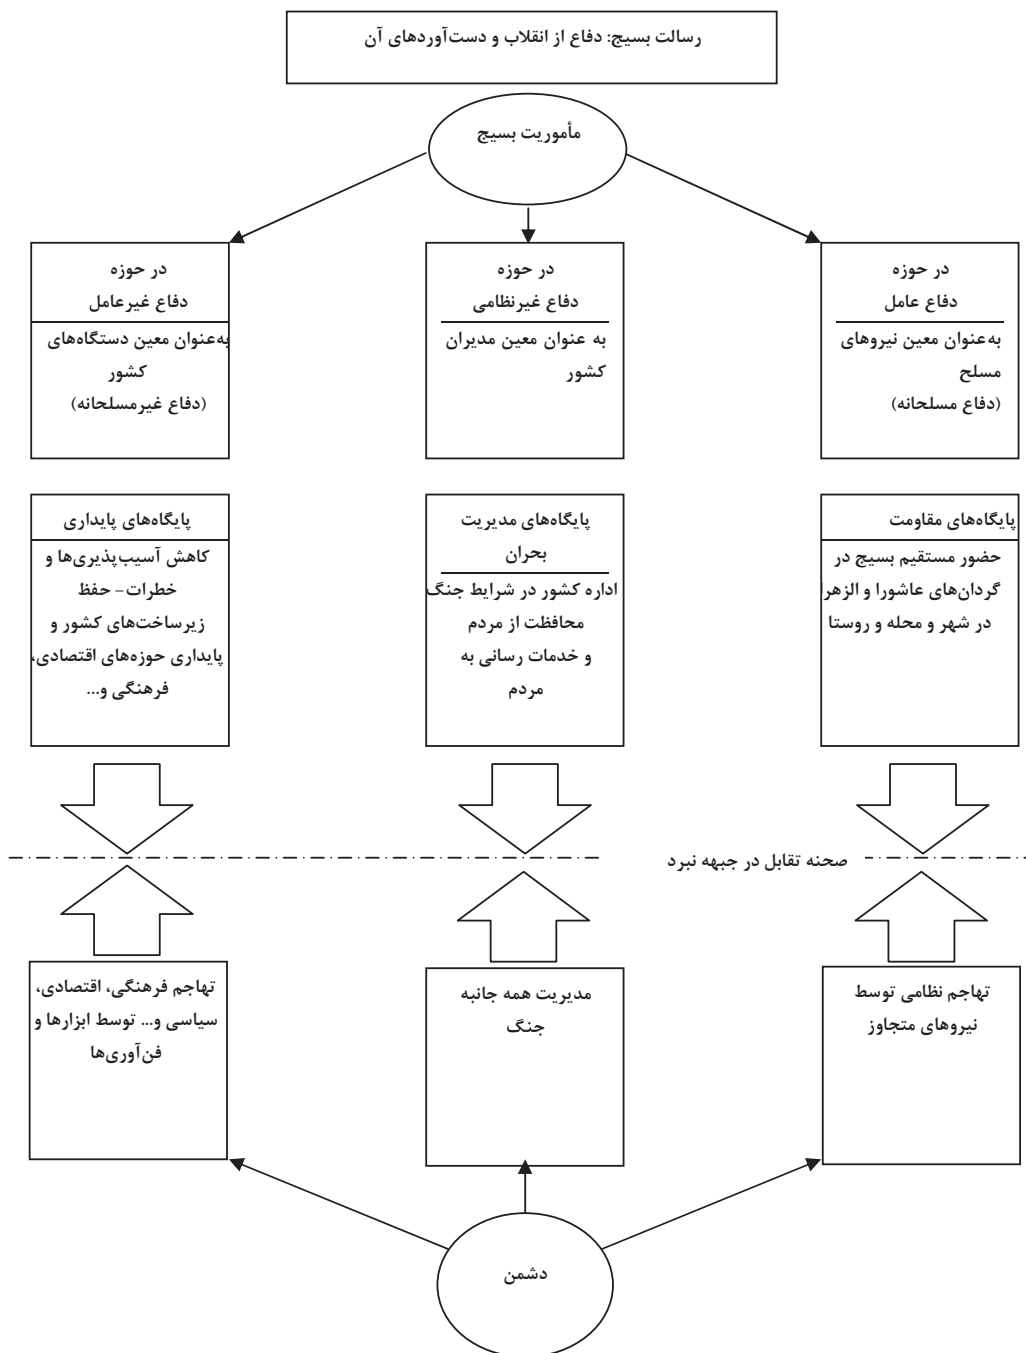 رسالت بسیج: دفاع از انقلاب و دست‌آوردهای آن
مأموریت بسیج
در حوزه
دفاع عامل
به‌عنوان معین نیروهای
مسلح
(دفاع مسلحانه)
در حوزه
دفاع غیرنظامی
به عنوان معین مدیران
کشور
در حوزه
دفاع غیرعامل
به‌عنوان معین دستگاه‌های
کشور
(دفاع غیرمسلحانه)
پایگاه‌های مقاومت
حضور مستقیم بسیج در
گردان‌های عاشورا و الزهرا
در شهر و محله و روستا
پایگاه‌های مدیریت
بحران
اداره کشور در شرایط جنگ
محافظت از مردم
و خدمات رسانی به
مردم
پایگاه‌های پایداری
کاهش آسیب‌پذیری‌ها و
خطرات- حفظ
زیرساخت‌های کشور و
پایداری حوزه‌های اقتصادی،
فرهنگی و...
صحنه تقابل در جبهه نبرد
تهاجم نظامی توسط
نیروهای متجاوز
مدیریت همه جانبه
جنگ
تهاجم فرهنگی، اقتصادی،
سیاسی و... توسط ابزارها و
فن‌آوری‌ها
دشمن